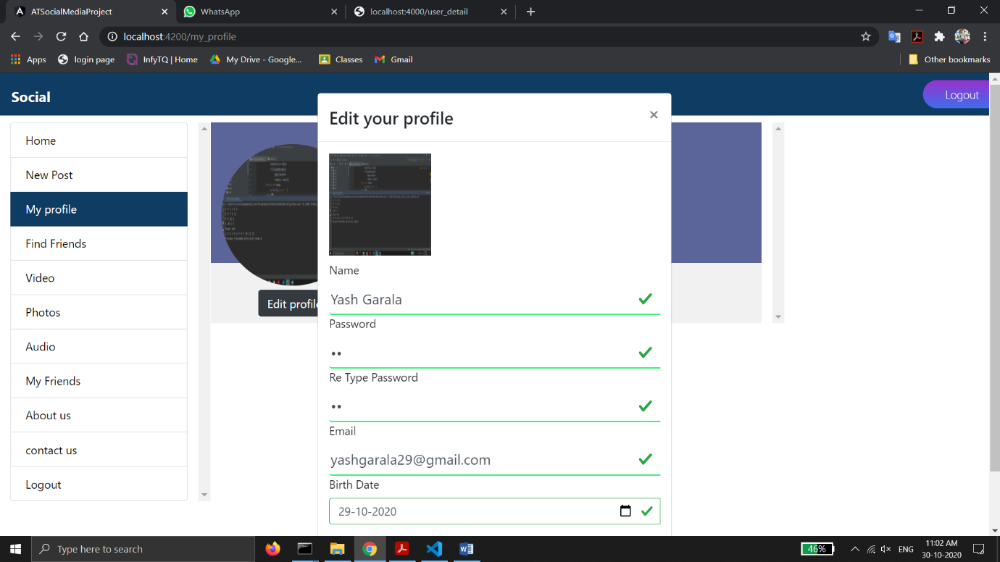 ATSocialMediaProject
WhatsApp
localhost:4000/user_detail
localhost:4200/my_profile
Apps
login page
InfyTQ | Home
My Drive - Google...
Classes
Gmail
Other bookmarks
Social
Logout
Home
New Post
My profile
Find Friends
Video
Photos
Audio
My Friends
About us
contact us
Logout
Edit profile
Edit your profile
×
Name
Yash Garala
Password
••
Re Type Password
••
Email
yashgarala29@gmail.com
Birth Date
29-10-2020
Type here to search
46%
ENG
11:02 AM
30-10-2020